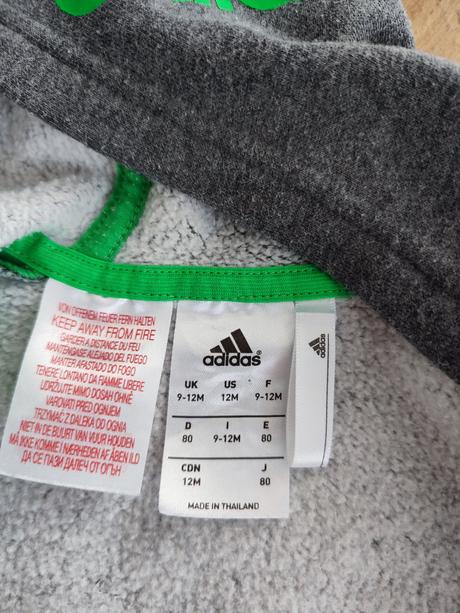 VON OFFENEM FEUER FERN HALTEN
KEEP AWAY FROM FIRE
GARDER A DISTANCE DU FEU
MANTENGASE ALEJADO DEL FUEGO
MANTER AFASTADO DO FOGO
TENERE LONTANO DA FIAMME LIBERE
UDRŽUJTE MIMO DOSAH OHNĚ
VAROVATI PRED OGNJEM
TRZYMAĆ Z DALEKA OD OGNIA
NIET IN DE BUURT VAN VUUR HOUDEN
MÅ IKKE KOMME I NÆRHEDEN AF ÅBEN ILD
ДА СЕ ПАЗИ ДАЛЕЧ ОТ ОГЪН
adidas®
UK US F
9-12M 12M 9-12M
D I E
80 9-12M 80
CDN J
12M 80
MADE IN THAILAND
adidas